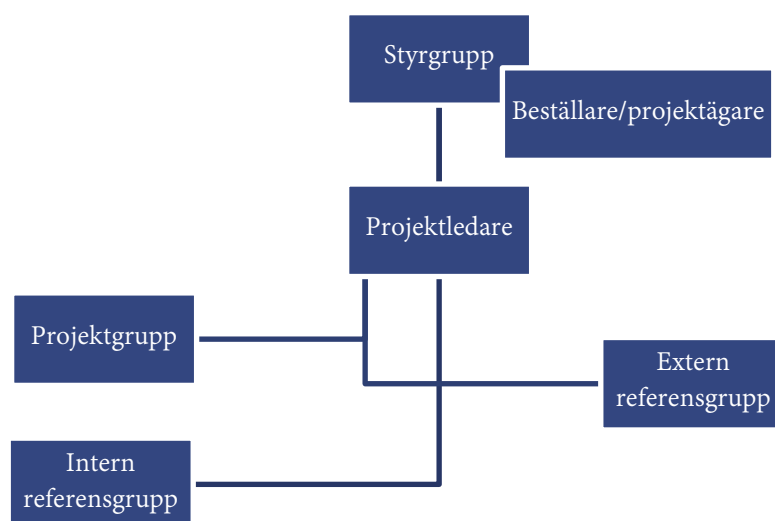 Styrgrupp
Beställare/projektägare
Projektledare
Projektgrupp
Extern
referensgrupp
Intern
referensgrupp